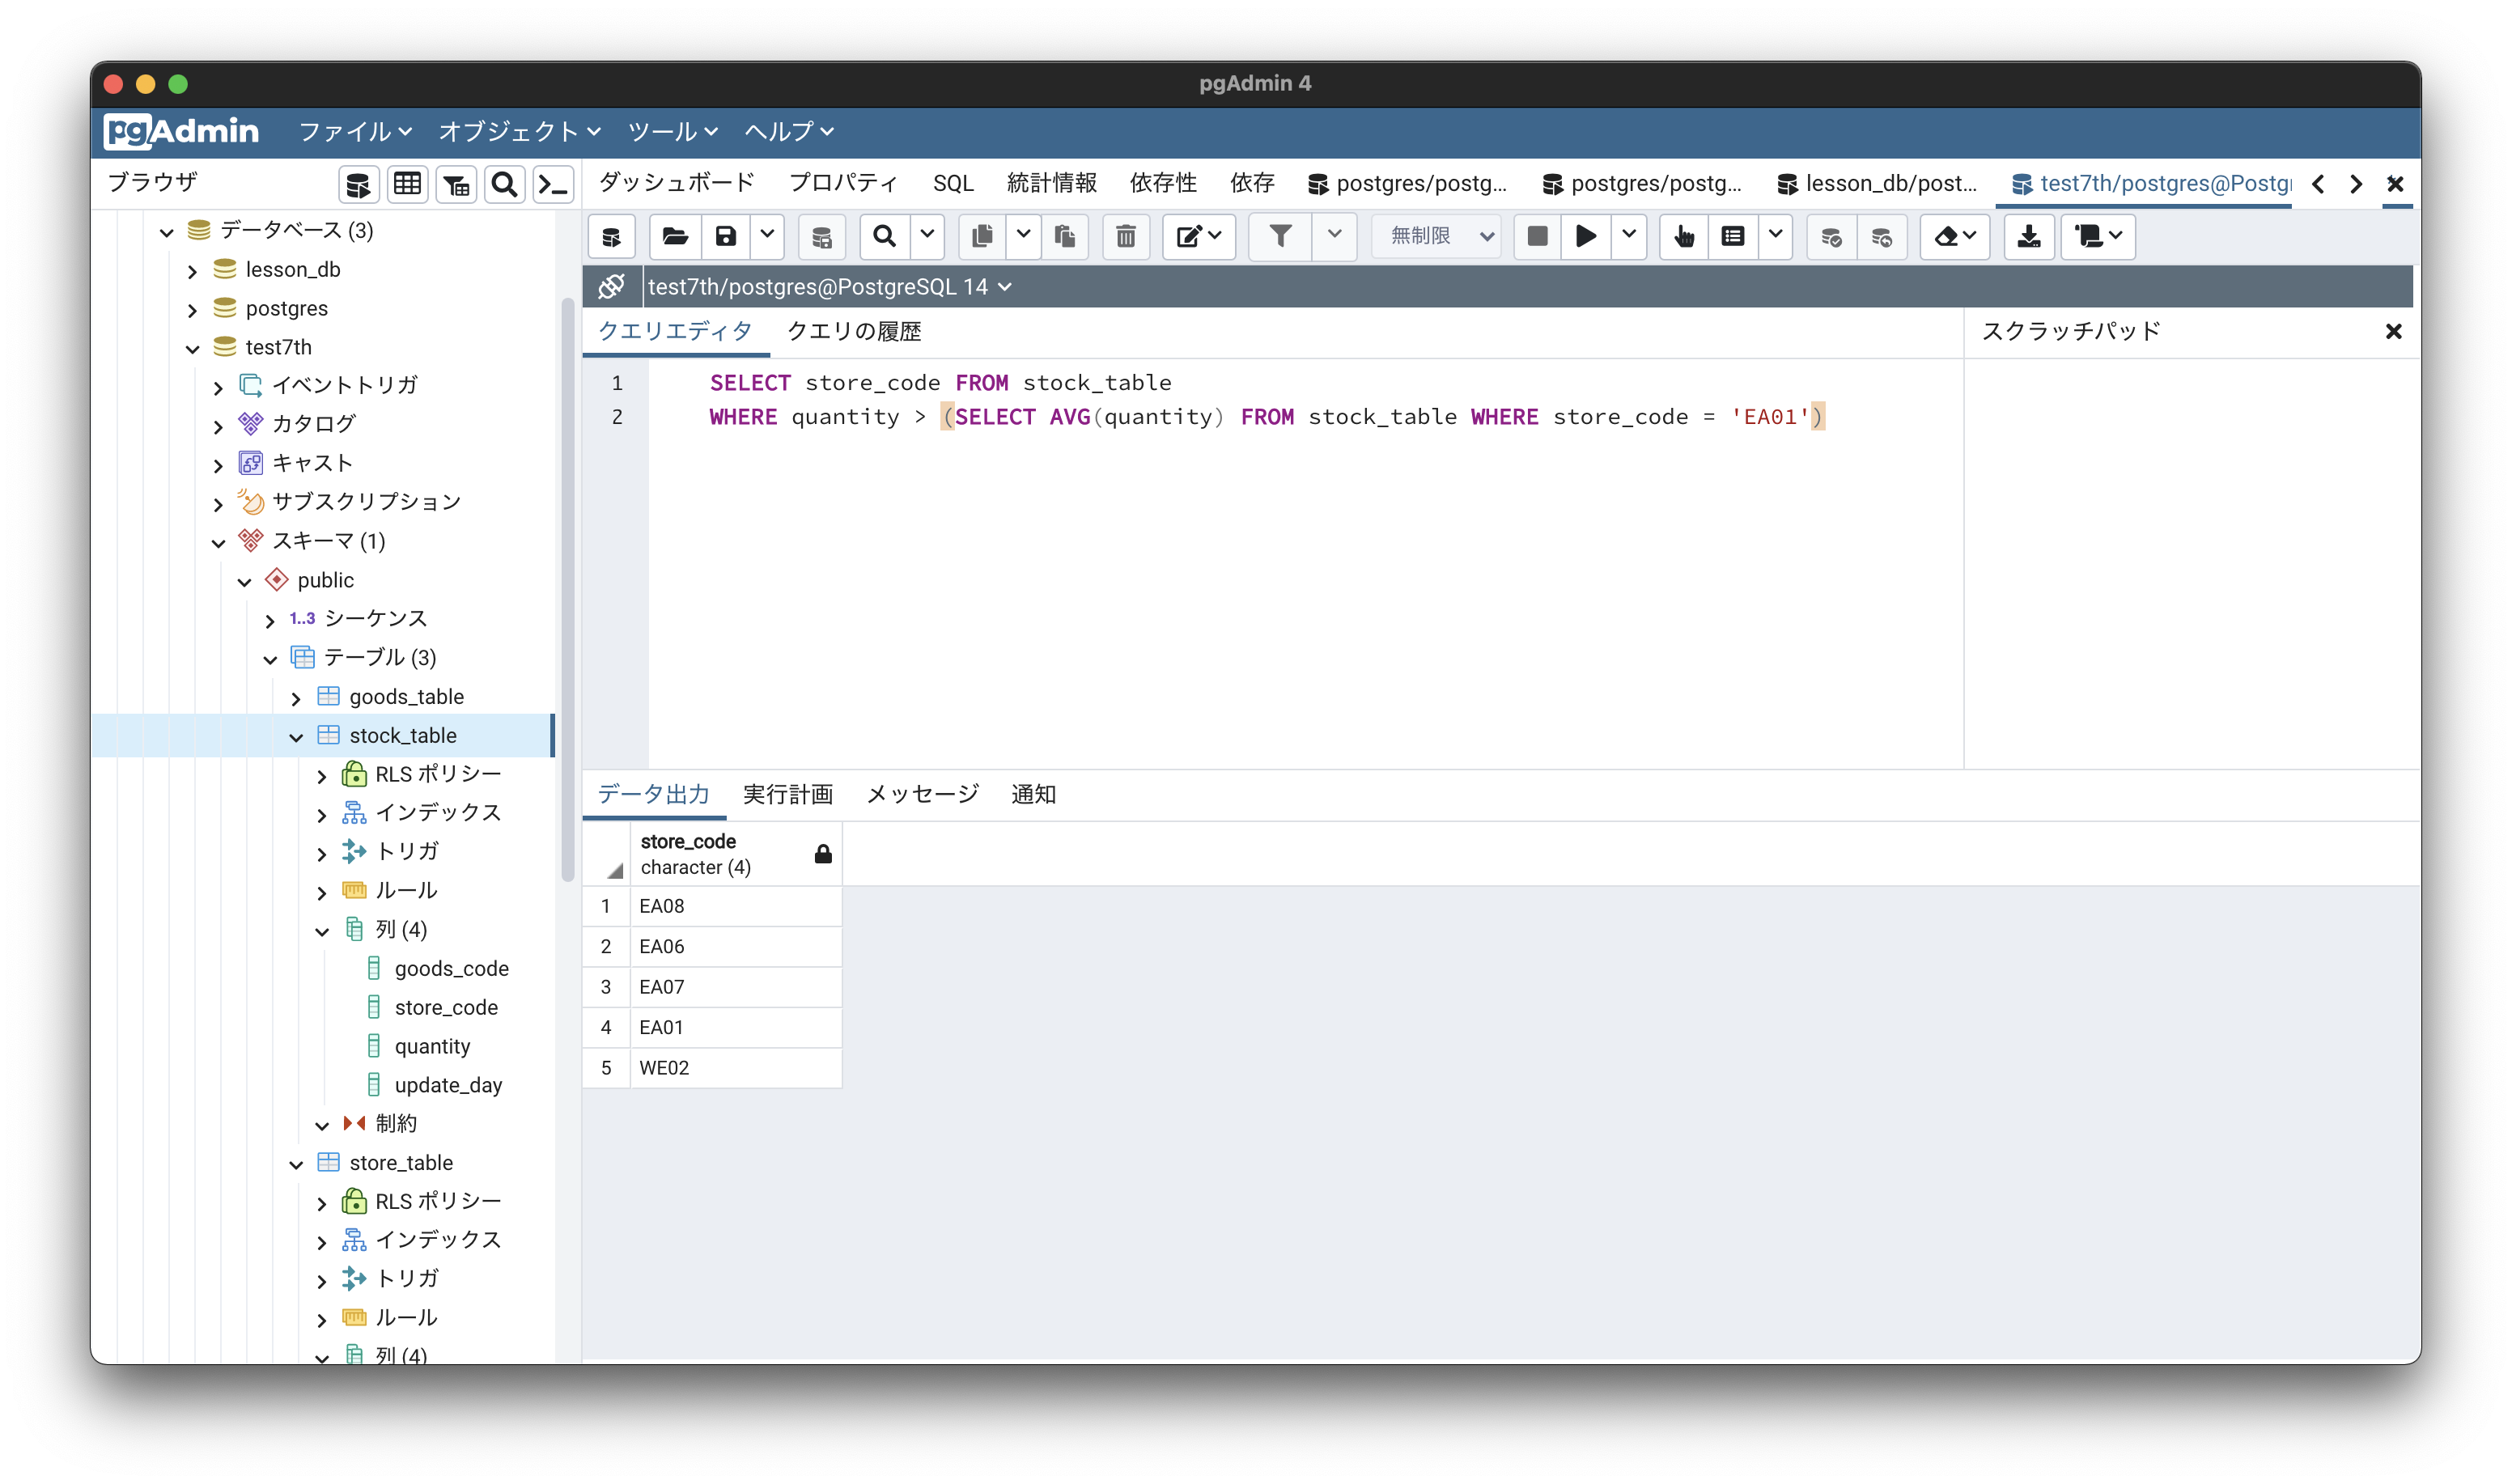 pgAdmin 4
pgAdmin ファイル オブジェクト ツール ヘルプ
ブラウザ
ダッシュボード プロパティ SQL 統計情報 依存性 依存 postgres/postg... postgres/postg... lesson_db/post... test7th/postgres@Postgr
無制限
test7th/postgres@PostgreSQL 14
クエリエディタ クエリの履歴
スクラッチパッド
1 SELECT store_code FROM stock_table
2 WHERE quantity > (SELECT AVG(quantity) FROM stock_table WHERE store_code = 'EA01')
データベース (3)
lesson_db
postgres
test7th
イベントトリガ
カタログ
キャスト
サブスクリプション
スキーマ (1)
public
1..3 シーケンス
テーブル (3)
goods_table
stock_table
RLS ポリシー
インデックス
トリガ
ルール
列 (4)
goods_code
store_code
quantity
update_day
制約
store_table
RLS ポリシー
インデックス
トリガ
ルール
列 (4)
データ出力 実行計画 メッセージ 通知
store_code
character (4)
1 EA08
2 EA06
3 EA07
4 EA01
5 WE02